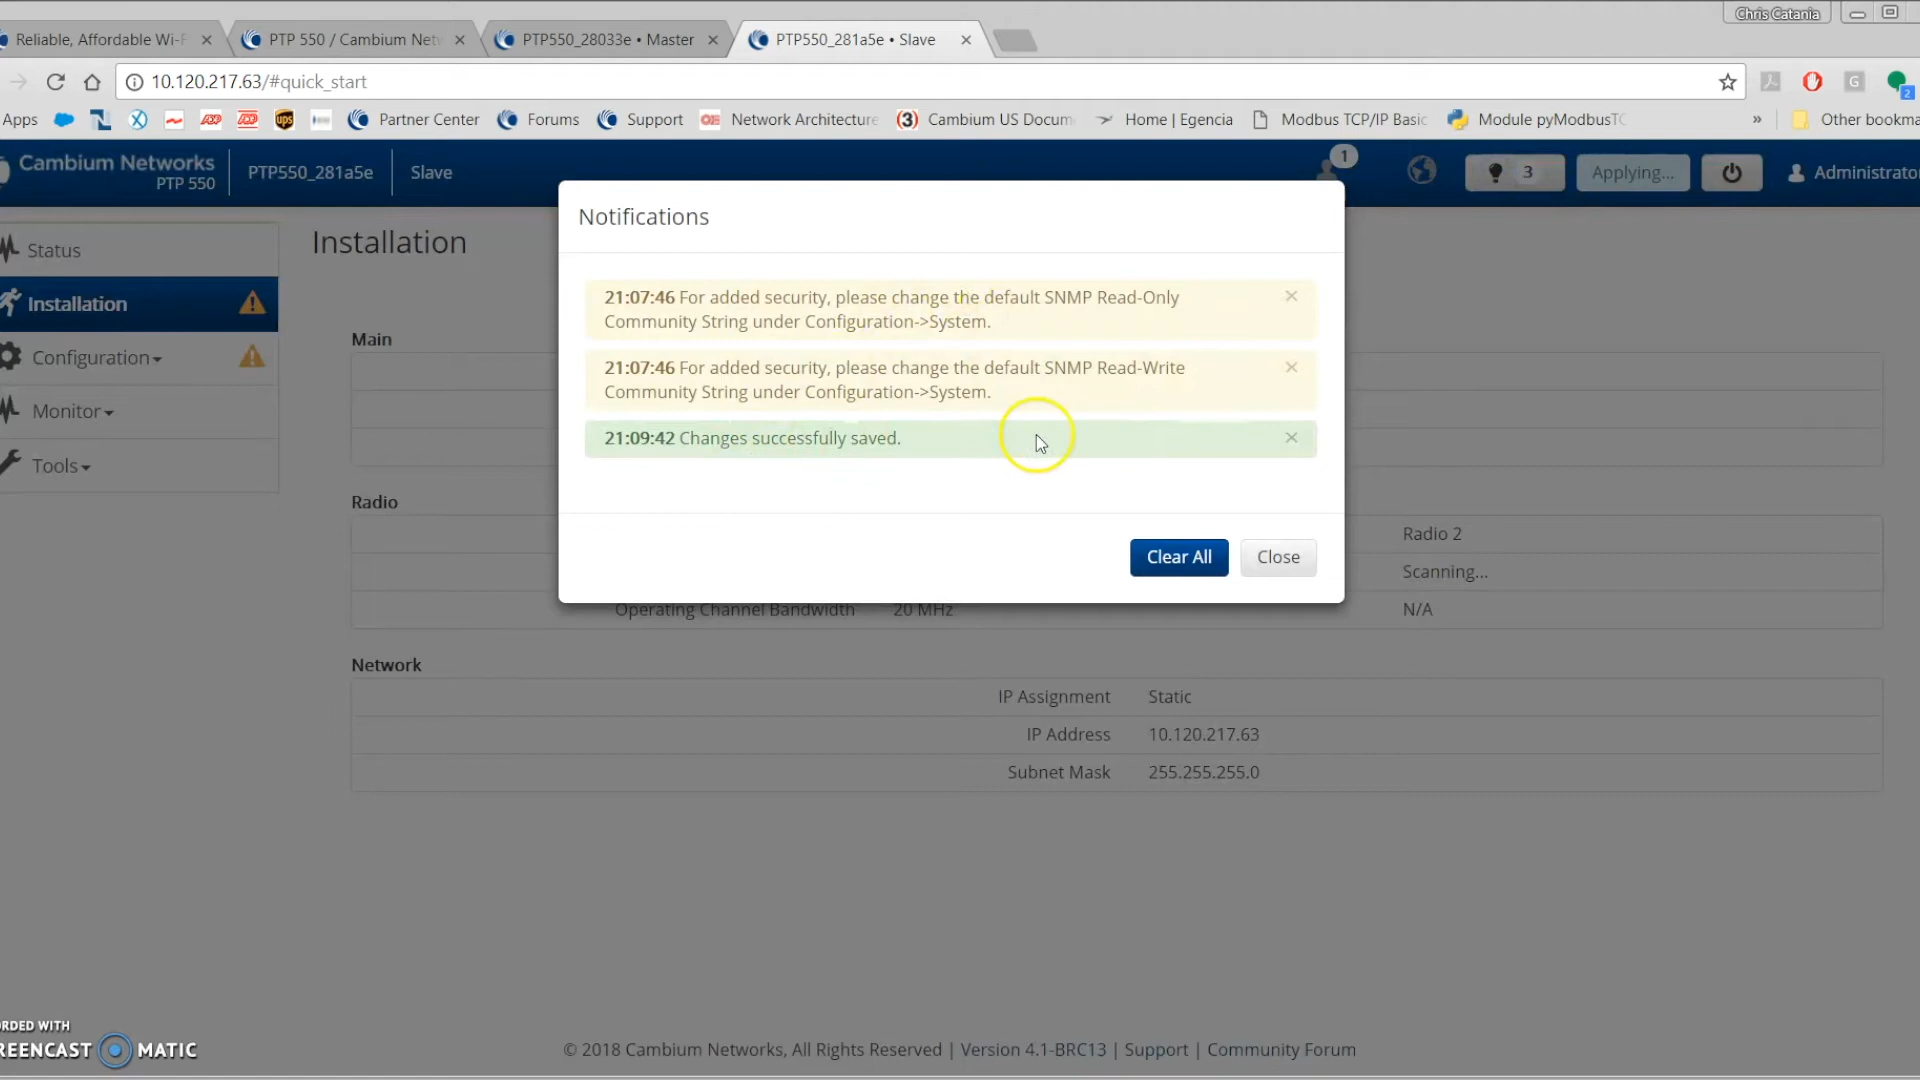 Chris Catania
Reliable, Affordable Wi-F
PTP 550 / Cambium Net
PTP550_28033e • Master
PTP550_281a5e • Slave
10.120.217.63/#quick_start
Apps
Partner Center
Forums
Support
Network Architecture
Cambium US Docum
Home | Egencia
Modbus TCP/IP Basic
Module pyModbusTC
»
Other bookma
Cambium Networks
PTP 550
PTP550_281a5e
Slave
1
3
Applying...
Administrator
Status
Installation
Configuration
Monitor
Tools
Installation
Main
Notifications
21:07:46 For added security, please change the default SNMP Read-Only
Community String under Configuration->System.
21:07:46 For added security, please change the default SNMP Read-Write
Community String under Configuration->System.
21:09:42 Changes successfully saved.
Clear All
Close
Radio
Radio 2
Scanning...
Operating Channel Bandwidth 20 MHz N/A
Network
IP Assignment Static
IP Address 10.120.217.63
Subnet Mask 255.255.255.0
ORDED WITH
REENCAST MATIC
© 2018 Cambium Networks, All Rights Reserved | Version 4.1-BRC13 | Support | Community Forum